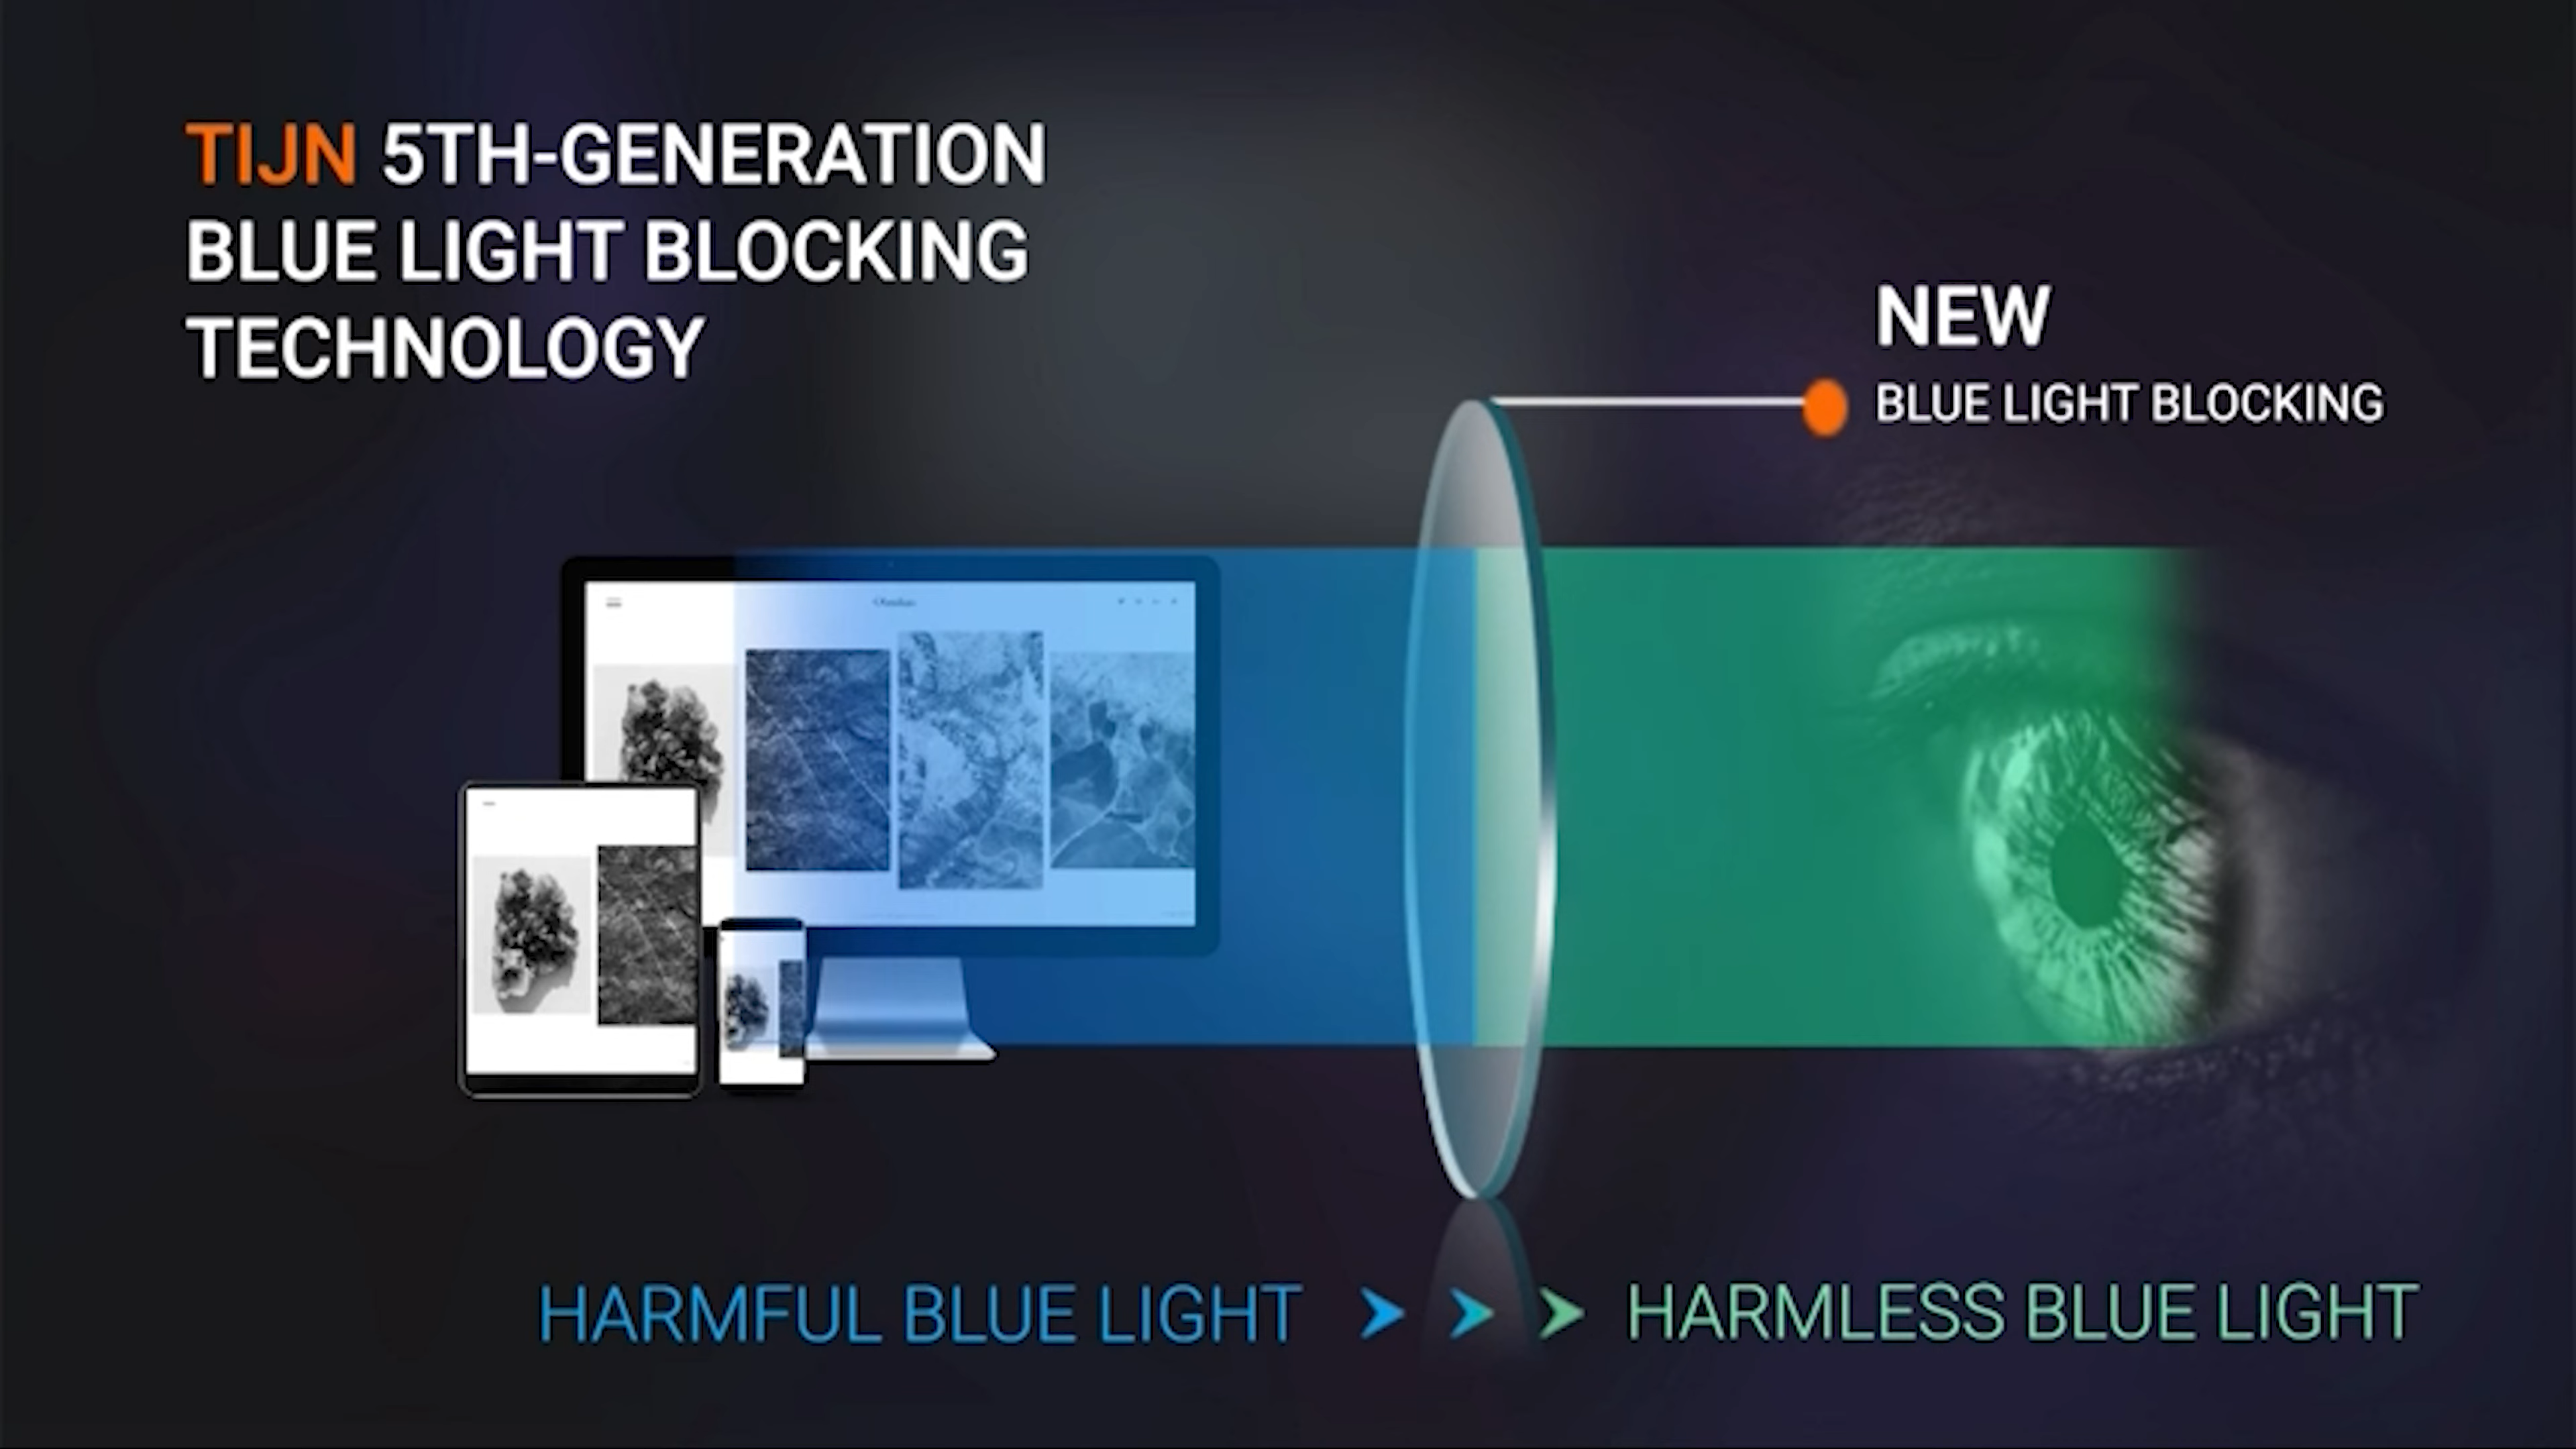 TIJN 5TH-GENERATION
BLUE LIGHT BLOCKING
TECHNOLOGY
NEW
BLUE LIGHT BLOCKING
HARMFUL BLUE LIGHT
HARMLESS BLUE LIGHT